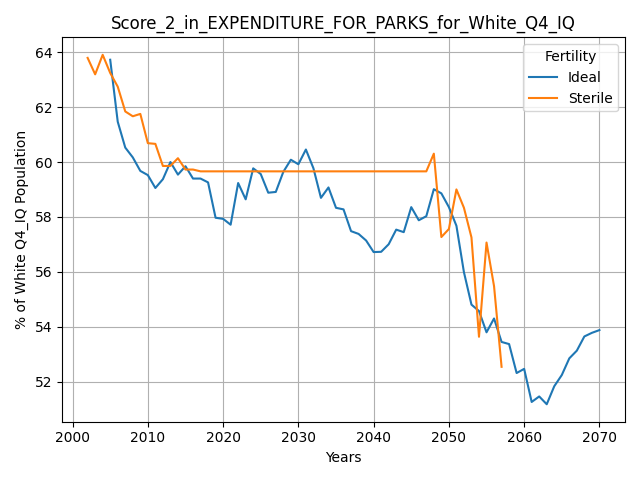 Score_2_in_EXPENDITURE_FOR_PARKS_for_White_Q4_IQ
Fertility
Ideal
Sterile
% of White Q4_IQ Population
64
62
60
58
56
54
52
2000 2010 2020 2030 2040 2050 2060 2070
Years